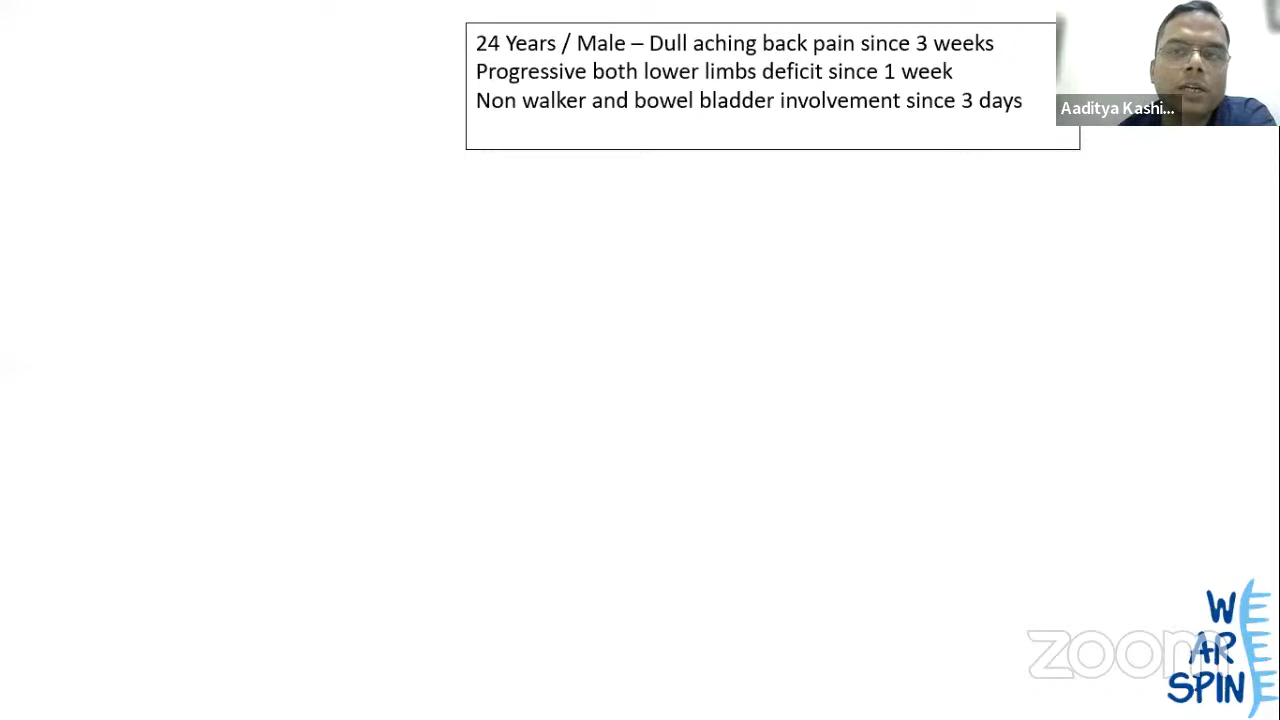 24 Years / Male – Dull aching back pain since 3 weeks
Progressive both lower limbs deficit since 1 week
Non walker and bowel bladder involvement since 3 days
Aaditya Kashi...
zoom
W
AR
SPIN